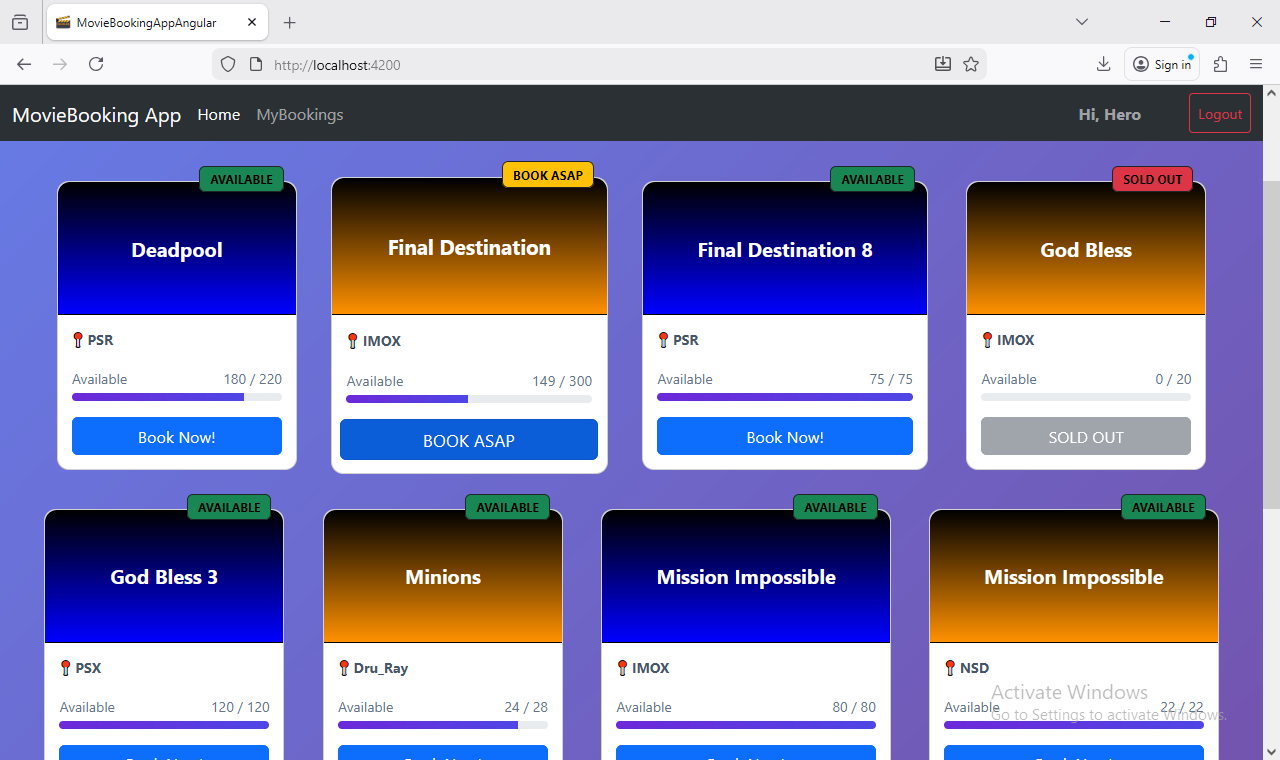 MovieBookingAppAngular
http://localhost:4200
Sign in
MovieBooking App Home MyBookings Hi, Hero Logout
AVAILABLE BOOK ASAP AVAILABLE SOLD OUT
Deadpool Final Destination Final Destination 8 God Bless
PSR IMOX PSR IMOX
Available 180 / 220 Available 149 / 300 Available 75 / 75 Available 0 / 20
Book Now! BOOK ASAP Book Now! SOLD OUT
AVAILABLE AVAILABLE AVAILABLE AVAILABLE
God Bless 3 Minions Mission Impossible Mission Impossible
PSX Dru_Ray IMOX NSD
Available 120 / 120 Available 24 / 28 Available 80 / 80 Available 22 / 22
Activate Windows
Go to Settings to activate Windows.